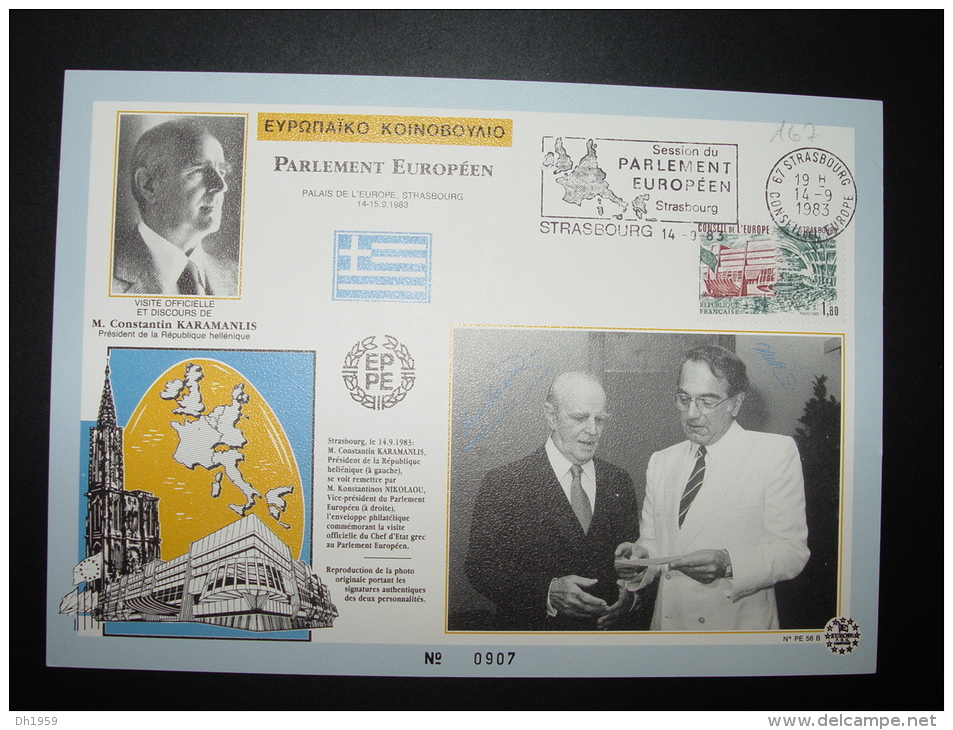 ΕΥΡΩΠΑΪΚΟ ΚΟΙΝΟΒΟΥΛΙΟ
PARLEMENT EUROPÉEN
PALAIS DE L'EUROPE, STRASBOURG
14-15.9.1983
167
Session du
PARLEMENT
EUROPÉEN
Strasbourg
STRASBOURG 14-9 83
67 STRASBOURG
19 H
14-9
1983
CONSEIL DE L'EUROPE
CONSEIL DE L'EUROPE STRASBOURG
REPUBLIQUE
FRANÇAISE
1,80
VISITE OFFICIELLE
ET DISCOURS DE
M. Constantin KARAMANLIS
Président de la République hellénique
EP
PE
Strasbourg, le 14.9.1983:
M. Constantin KARAMANLIS,
Président de la République
hellénique (à gauche),
se voit remettre par
M. Konstantinos NIKOLAOU,
Vice-président du Parlement
Européen (à droite),
l'enveloppe philatélique
commémorant la visite
officielle du Chef d'Etat grec
au Parlement Européen.
Reproduction de la photo
originale portant les
signatures authentiques
des deux personnalités.
Nº PE 56 B
EUROPA
Nº 0907
Dh1959
www.delcampe.net